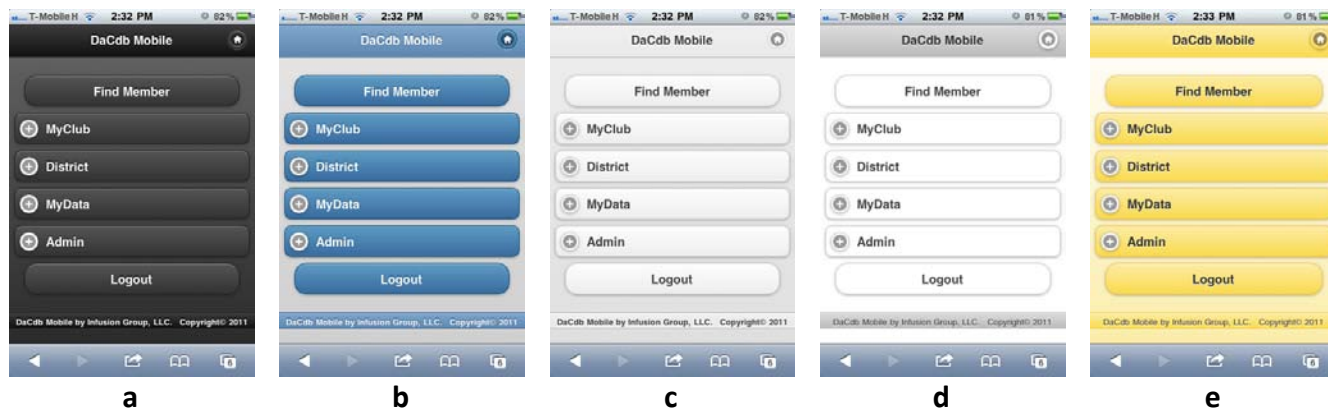 T-Mobile H 2:32 PM 82% T-Mobile H 2:32 PM 82% T-Mobile H 2:32 PM 82% T-Mobile H 2:32 PM 81% T-Mobile H 2:33 PM 81%
DaCdb Mobile DaCdb Mobile DaCdb Mobile DaCdb Mobile DaCdb Mobile
Find Member Find Member Find Member Find Member Find Member
MyClub MyClub MyClub MyClub MyClub
District District District District District
MyData MyData MyData MyData MyData
Admin Admin Admin Admin Admin
Logout Logout Logout Logout Logout
DaCdb Mobile by Infusion Group, LLC. Copyright© 2011 DaCdb Mobile by Infusion Group, LLC. Copyright© 2011 DaCdb Mobile by Infusion Group, LLC. Copyright© 2011 DaCdb Mobile by Infusion Group, LLC. Copyright© 2011 DaCdb Mobile by Infusion Group, LLC. Copyright© 2011
6 6 6 6 6
a b c d e